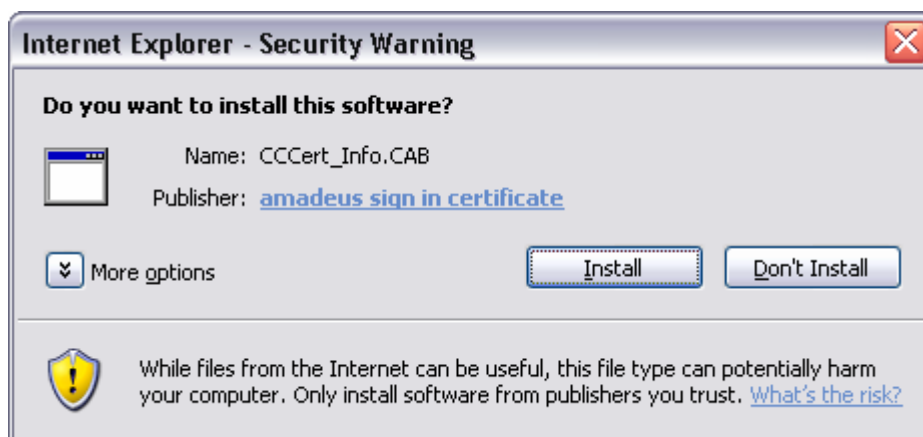 Internet Explorer - Security Warning
Do you want to install this software?
Name: CCCert_Info.CAB
Publisher: amadeus sign in certificate
More options
Install
Don't Install
While files from the Internet can be useful, this file type can potentially harm
your computer. Only install software from publishers you trust. What's the risk?